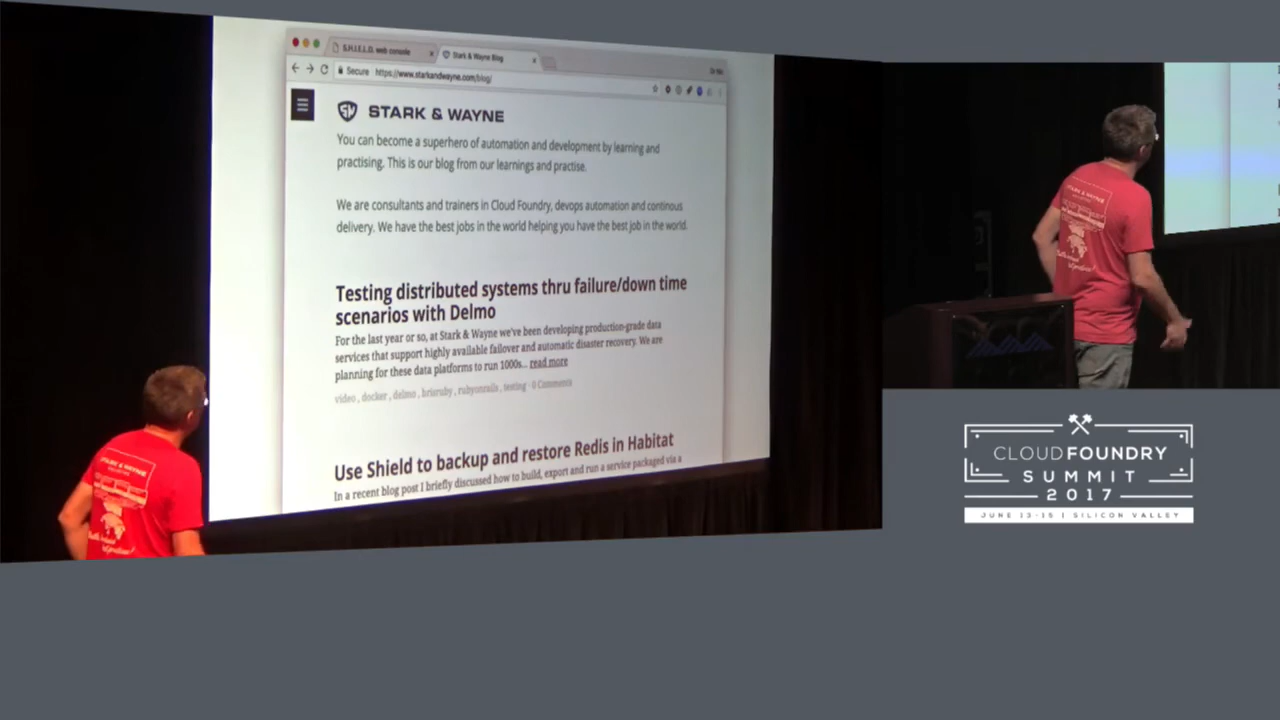 S.H.I.E.L.D. web console
Stark & Wayne Blog
Secure https://www.starkandwayne.com/blog/
STARK & WAYNE
You can become a superhero of automation and development by learning and
practising. This is our blog from our learnings and practise.
We are consultants and trainers in Cloud Foundry, devops automation and continous
delivery. We have the best jobs in the world helping you have the best job in the world.
Testing distributed systems thru failure/down time
scenarios with Delmo
For the last year or so, at Stark & Wayne we've been developing production-grade data
services that support highly available failover and automatic disaster recovery. We are
planning for these data platforms to run 1000s... read more
video , docker , delmo , brisruby , rubyonrails , testing · 0 Comments
Use Shield to backup and restore Redis in Habitat
In a recent blog post I briefly discussed how to build, export and run a service packaged via a
STARK & WAYNE
STARK & WAYNE
CLOUD FOUNDRY
SUMMIT
2017
JUNE 13-15 | SILICON VALLEY